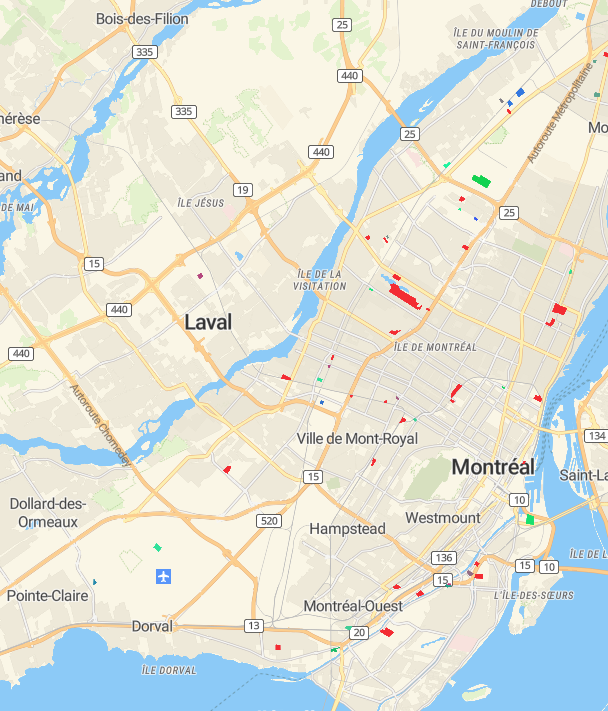 DEBOUT
Bois-des-Filion
25
ÎLE DU MOULIN DE
SAINT-FRANÇOIS
335
440
Autoroute Métropolitaine
335
hérèse
25
Mo
440
and
19
ÎLE JÉSUS
DE MAI
25
15
ÎLE DE LA
VISITATION
440
Laval
ÎLE DE MONTRÉAL
440
Autoroute Chomedey
134
Ville de Mont-Royal
Montréal
15
Saint-La
Dollard-des-
Ormeaux
10
520
Hampstead
Westmount
136
ÎLE DE L
15
10
15
Pointe-Claire
L'ÎLE-DES-SŒURS
Montréal-Ouest
Dorval
13
20
ÎLE DORVAL